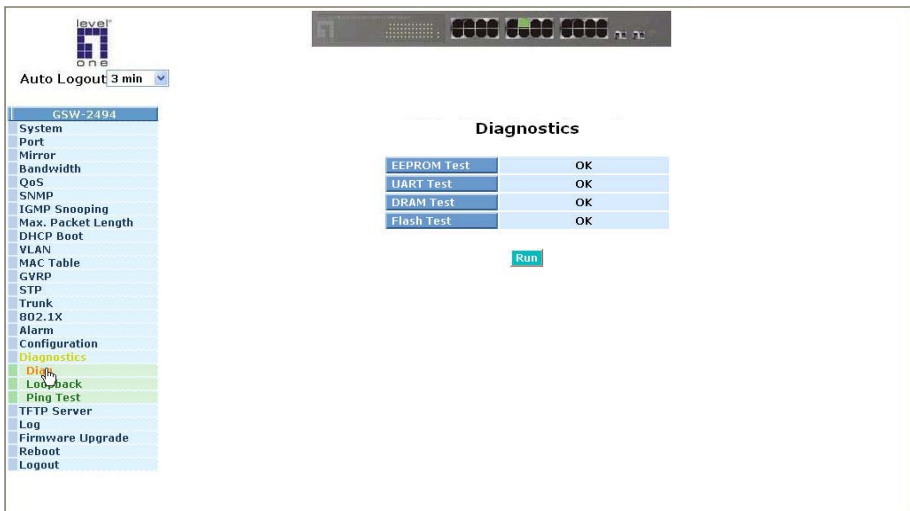 level
one
Auto Logout 3 min
GSW-2494
System
Port
Mirror
Bandwidth
QoS
SNMP
IGMP Snooping
Max. Packet Length
DHCP Boot
VLAN
MAC Table
GVRP
STP
Trunk
802.1X
Alarm
Configuration
Diagnostics
Diag
Loopback
Ping Test
TFTP Server
Log
Firmware Upgrade
Reboot
Logout
Diagnostics
EEPROM Test OK
UART Test OK
DRAM Test OK
Flash Test OK
Run